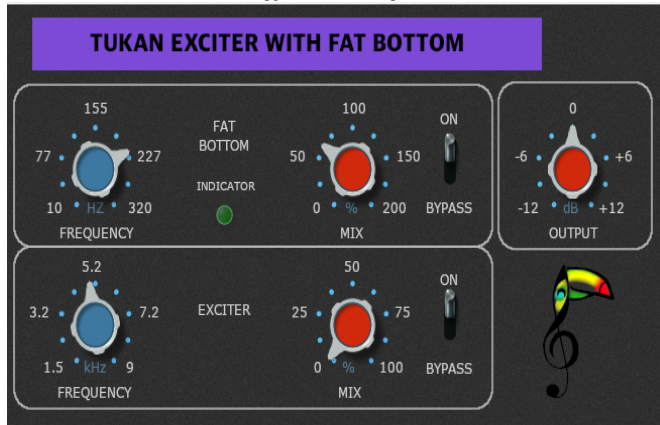 TUKAN EXCITER WITH FAT BOTTOM
155
77
227
10
HZ
320
FREQUENCY
FAT
BOTTOM
INDICATOR
100
50
150
0
%
200
MIX
ON
BYPASS
0
-6
+6
-12
dB
+12
OUTPUT
5.2
3.2
7.2
1.5
kHz
9
FREQUENCY
EXCITER
50
25
75
0
%
100
MIX
ON
BYPASS